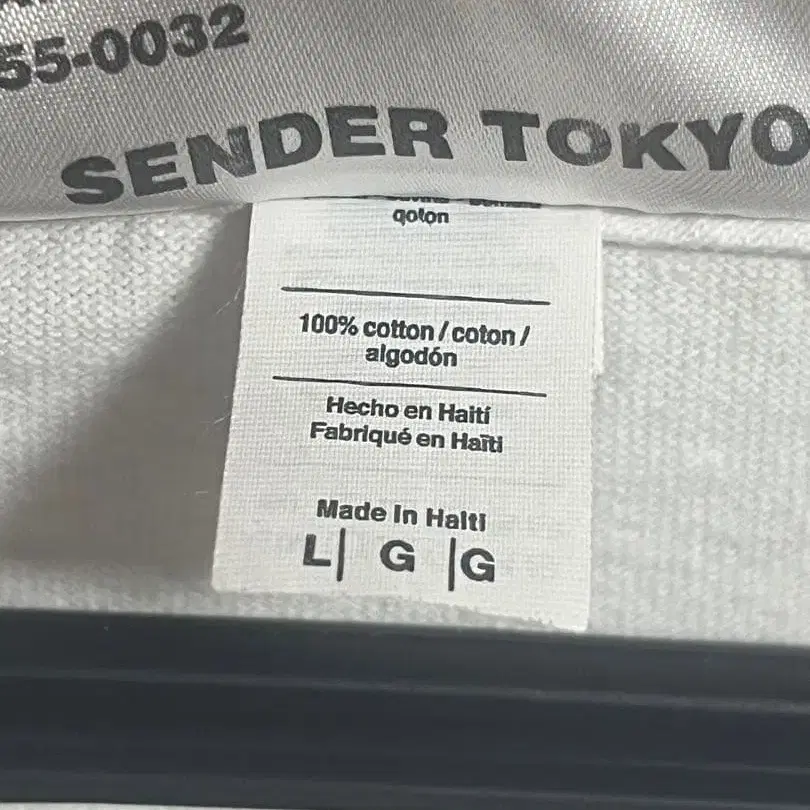 55-0032
SENDER TOKYO
qoton
100% cotton / coton /
algodón
Hecho en Haití
Fabriqué en Haïti
Made In Haiti
L| G |G